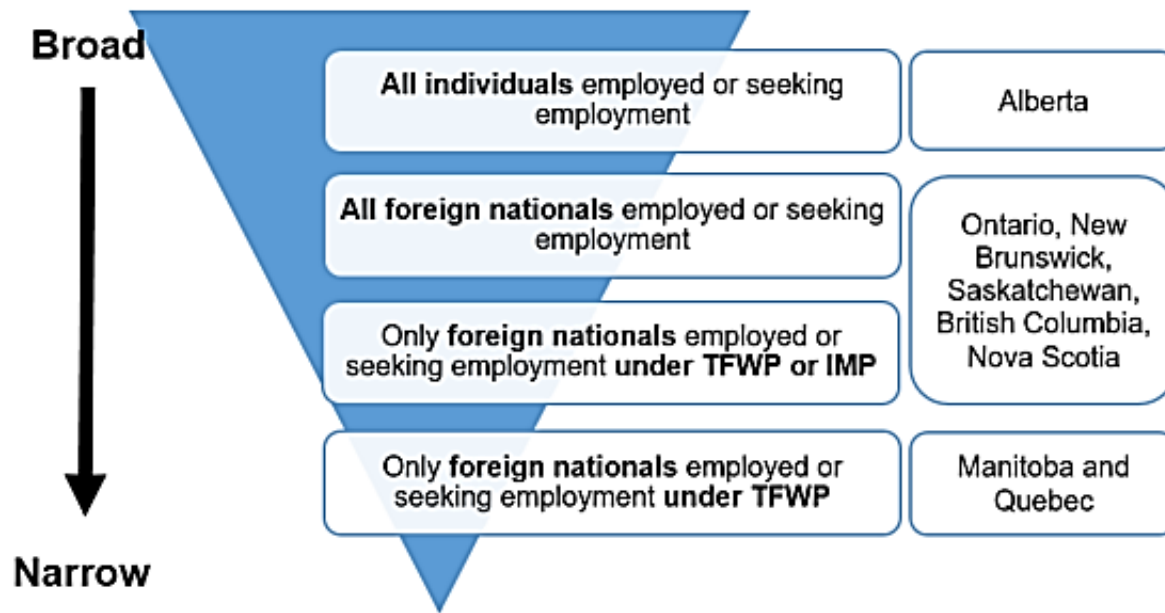 Broad
All individuals employed or seeking
employment
Alberta
All foreign nationals employed or seeking
employment
Ontario, New
Brunswick,
Saskatchewan,
British Columbia,
Nova Scotia
Only foreign nationals employed or
seeking employment under TFWP or IMP
Only foreign nationals employed or
seeking employment under TFWP
Manitoba and
Quebec
Narrow